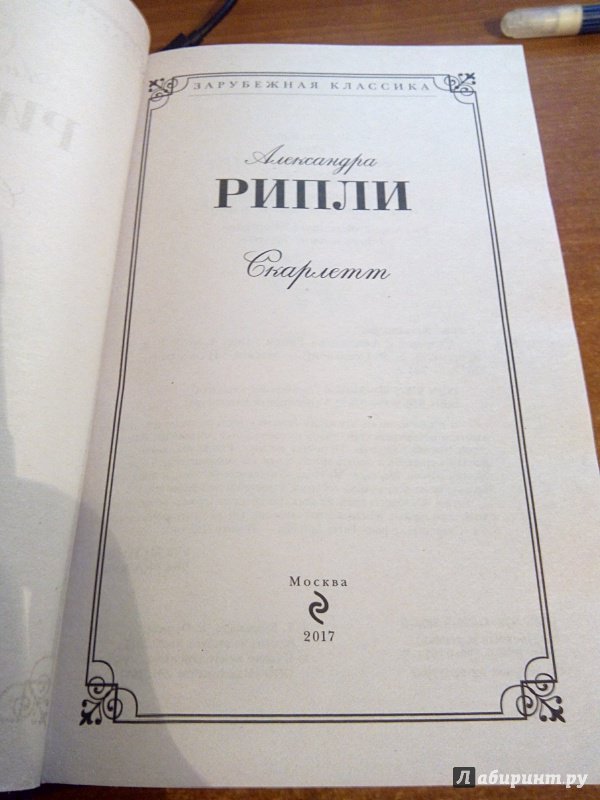 ЗАРУБЕЖНАЯ КЛАССИКА
Александра
РИПЛИ
Скарлетт
Москва
2017
Лабиринт.ру